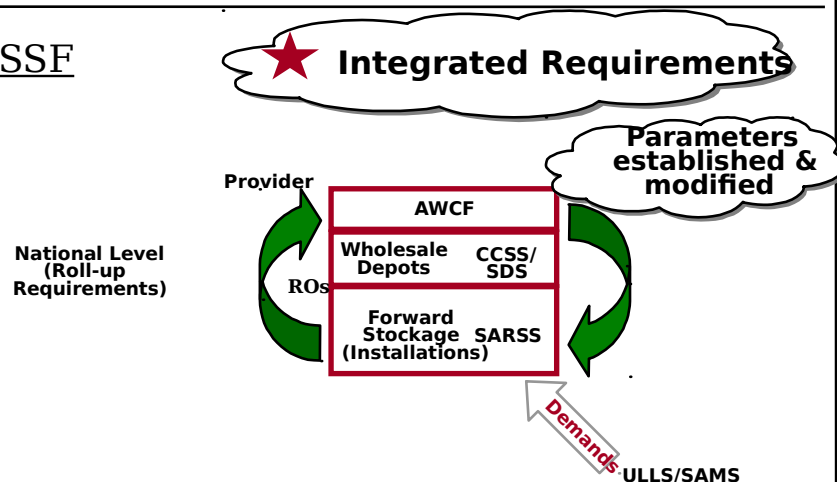 SSF
Integrated Requirements
Parameters
established &
modified
Provider
AWCF
National Level
(Roll-up
Requirements)
Wholesale
Depots
CCSS/
SDS
ROs
Forward
Stockage
(Installations)
SARSS
Demands
ULLS/SAMS